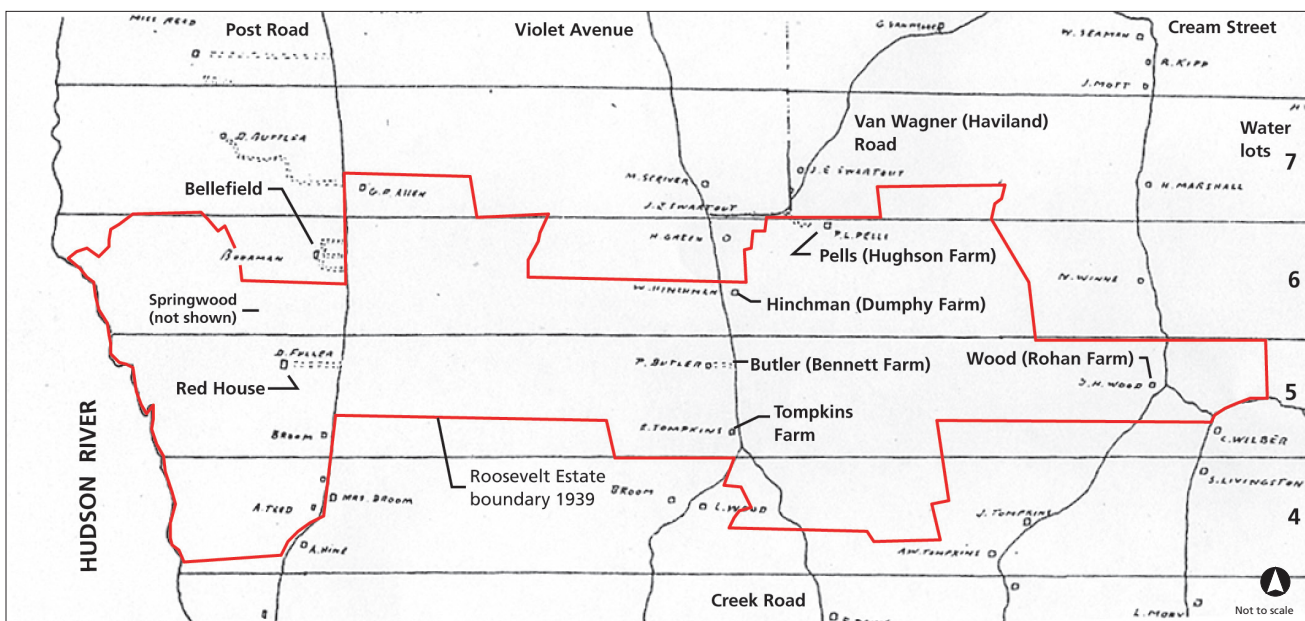 Post Road
Violet Avenue
Cream Street
W. SEAMAN
R. KIPP
J. MOTT
Van Wagner (Haviland)
Road
Water
lots
7
D. BUTTLER
Bellefield
G.P. ALLEN
M. SCRIVER
J. E SWARTOUT
H. MARSHALL
J. E SWARTOUT
H. GREEN
P.L. PELLS
Pells (Hughson Farm)
BOORMAN
N. WINNE
6
Springwood
(not shown)
W. HINCHMAN
Hinchman (Dumphy Farm)
D. FULLER
Red House
P. BUTLER
Butler (Bennett Farm)
Wood (Rohan Farm)
S. H. WOOD
5
HUDSON RIVER
BROOM
E. TOMPKINS
Tompkins
Farm
C. WILBER
Roosevelt Estate
boundary 1939
BROOM
L. WOOD
S. LIVINGSTON
A. TEED
MRS. BROOM
J. TOMPKINS
4
A. HINE
A.W. TOMPKINS
Creek Road
Not to scale